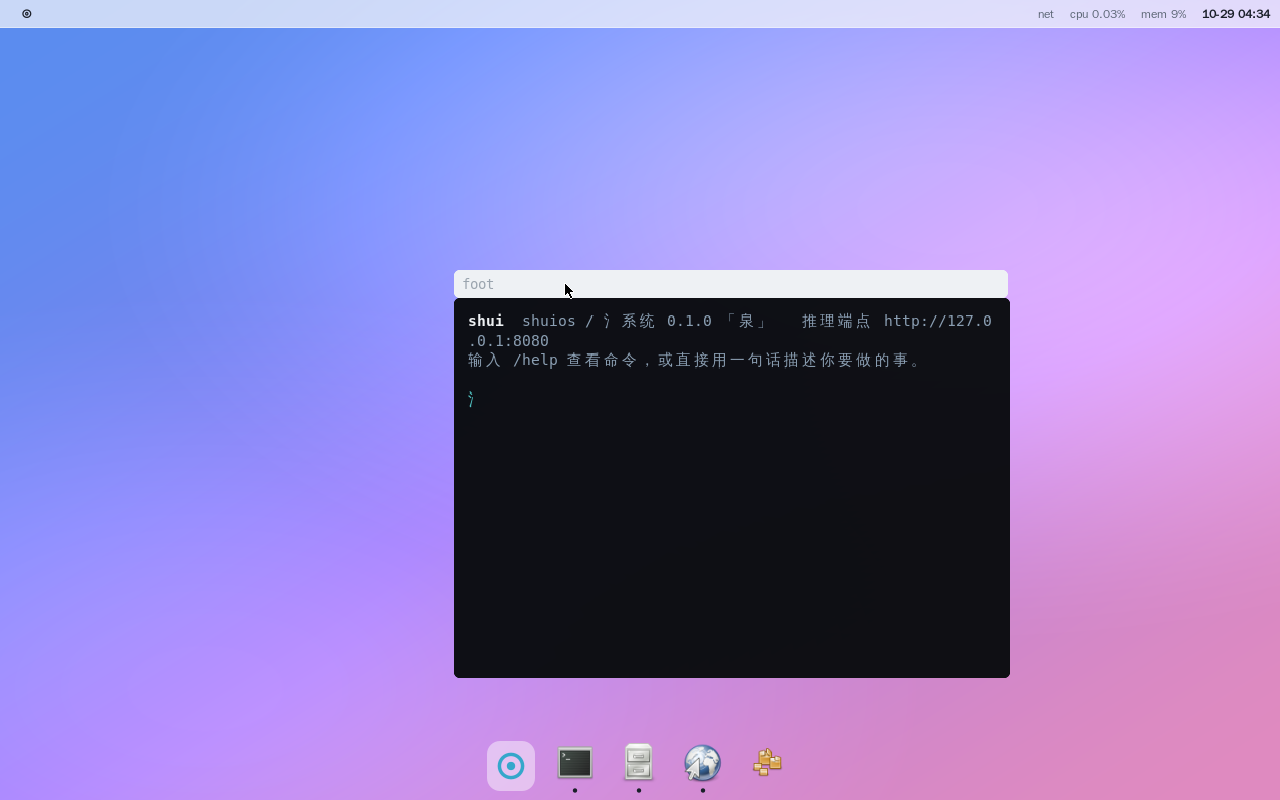 net cpu 0.03% mem 9% 10-29 04:34
foot
shui shuios / 氵系统 0.1.0 「泉」 推理端点 http://127.0
.0.1:8080
输入 /help 查看命令，或直接用一句话描述你要做的事。
氵